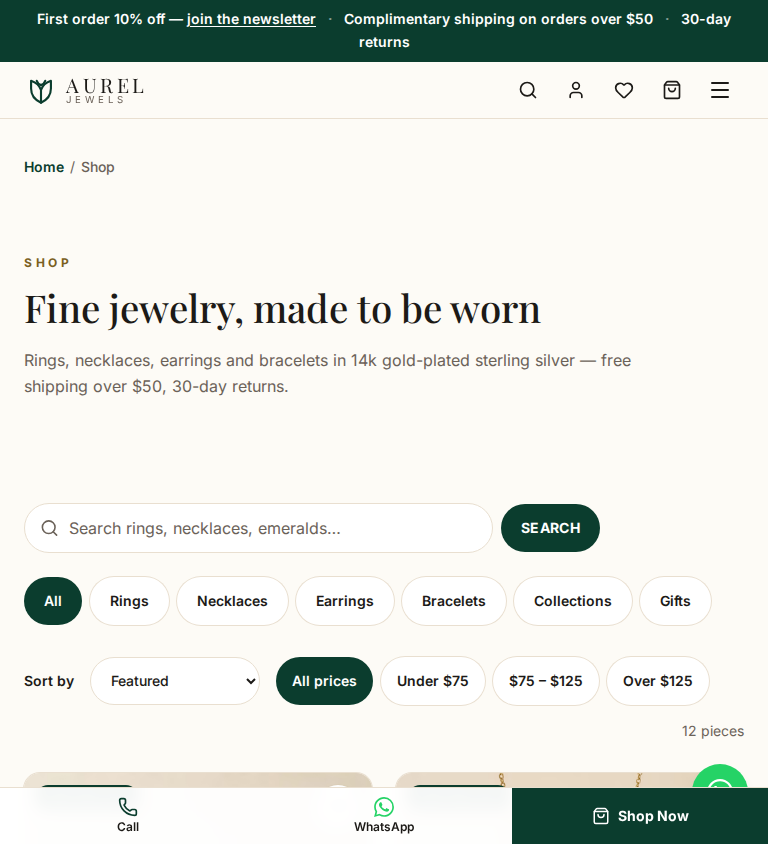 First order 10% off — join the newsletter · Complimentary shipping on orders over $50 · 30-day
returns
AUREL
JEWELS
Home / Shop
SHOP
Fine jewelry, made to be worn
Rings, necklaces, earrings and bracelets in 14k gold-plated sterling silver — free
shipping over $50, 30-day returns.
Search rings, necklaces, emeralds...
SEARCH
All
Rings
Necklaces
Earrings
Bracelets
Collections
Gifts
Sort by
Featured
All prices
Under $75
$75 – $125
Over $125
12 pieces
Call
WhatsApp
Shop Now